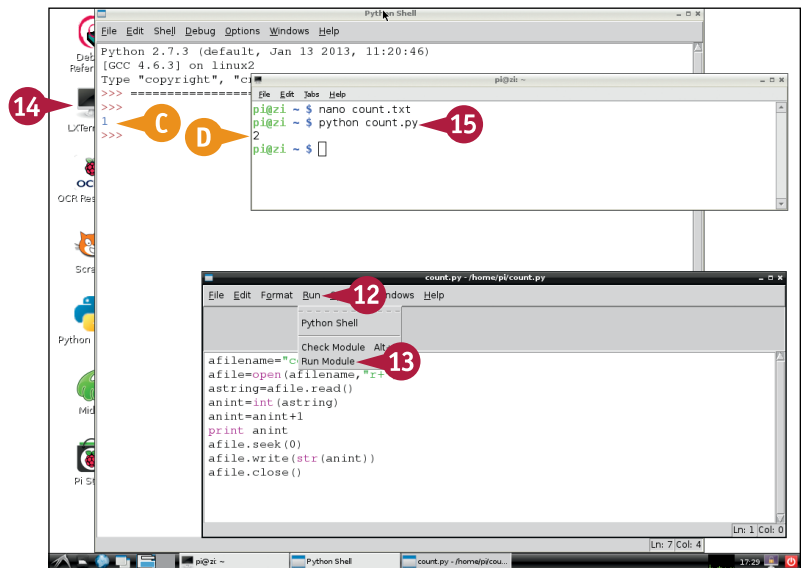 Python Shell
File Edit Shell Debug Options Windows Help
Python 2.7.3 (default, Jan 13 2013, 11:20:46)
[GCC 4.6.3] on linux2
Type "copyright", "c
>>> ================
>>>
1
>>>
14
C
D
15
pi@zi: ~
File Edit Tabs Help
pi@zi ~ $ nano count.txt
pi@zi ~ $ python count.py
2
pi@zi ~ $
LXTer
OCR Res
Scr
Python
Mid
Pi St
count.py - /home/pi/count.py
File Edit Format Run ndows Help
12
Python Shell
Check Module Alt
Run Module
13
afilename="c
afile=open(afilename,"r+
astring=afile.read()
anint=int(astring)
anint=anint+1
print anint
afile.seek(0)
afile.write(str(anint))
afile.close()
Ln: 1 Col: 0
Ln: 7 Col: 4
pi@zi: ~
Python Shell
count.py - /home/pi/cou...
17:29